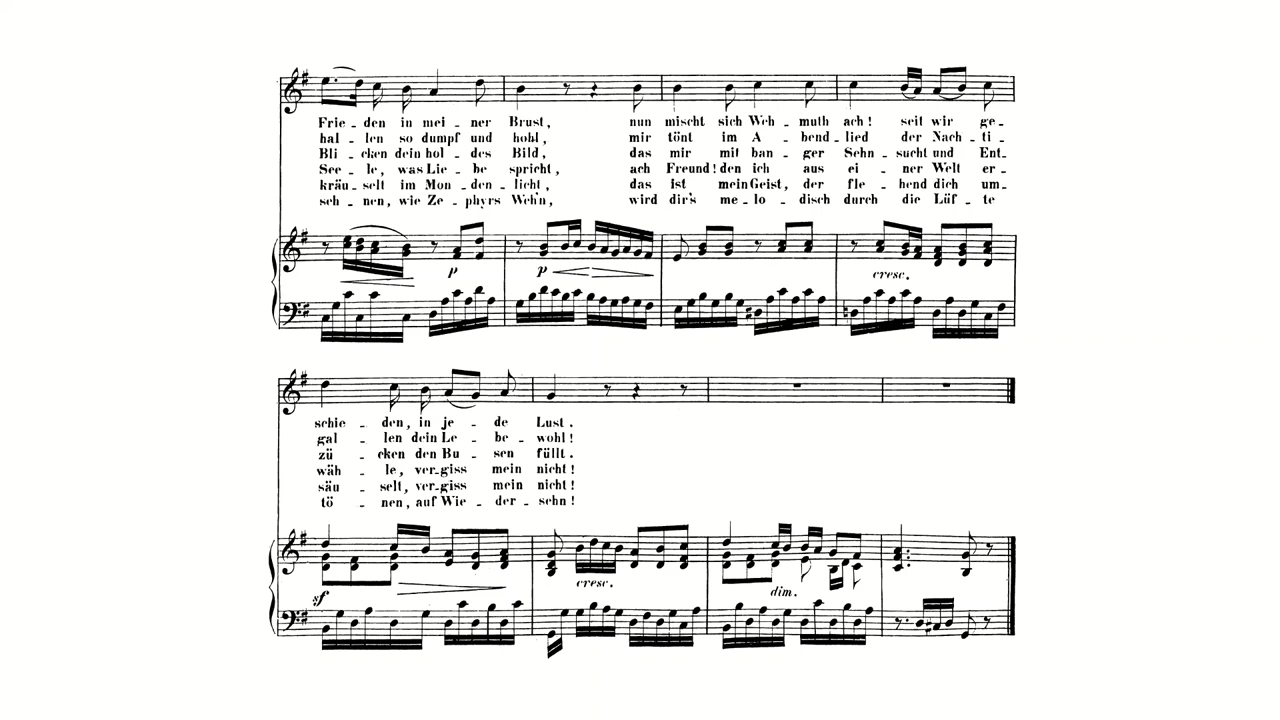 Frie- den in mei- ner Brust, nun mischt sich Weh- muth ach! seit wir ge-
hal- len so dumpf und hohl, mir tönt im A- bend- lied der Nach- ti-
Bli- cken dein hol- des Bild, das mir mit ban- ger Sehn- sucht und Ent-
See- le, was Lie- be spricht, ach Freund! den ich aus ei- ner Welt er-
kräu- selt im Mon- den- licht, das ist mein Geist, der fle- hend dich um-
seh- nen, wie Ze- phyrs Weh'n, wird dir's me- lo- disch durch die Lüf- te
p
p
cresc.
schie- den, in je- de Lust.
gal- len dein Le- be- wohl!
zü- cken den Bu- sen füllt.
wäh- le, ver- giss mein nicht!
säu- selt, ver- giss mein nicht!
tö- nen, auf Wie- der- sehn!
sf
cresc.
dim.